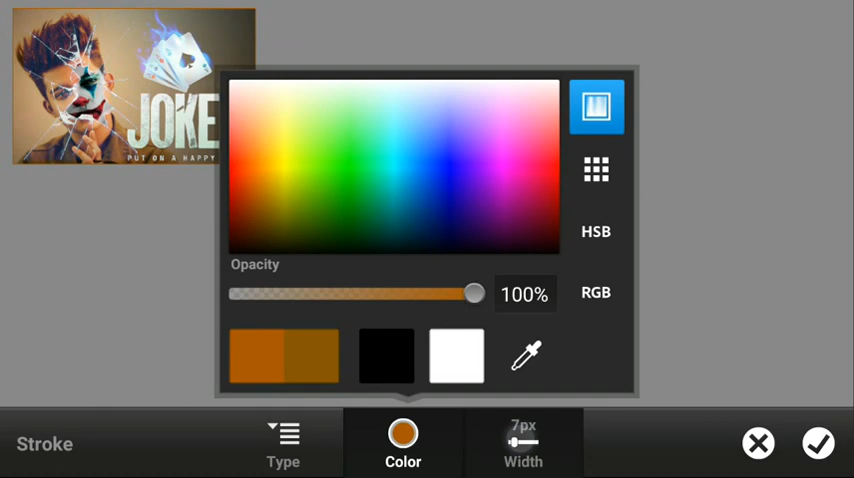 JOKE
PUT ON A HAPPY
Opacity
100%
HSB
RGB
Stroke
Type
Color
7px
Width